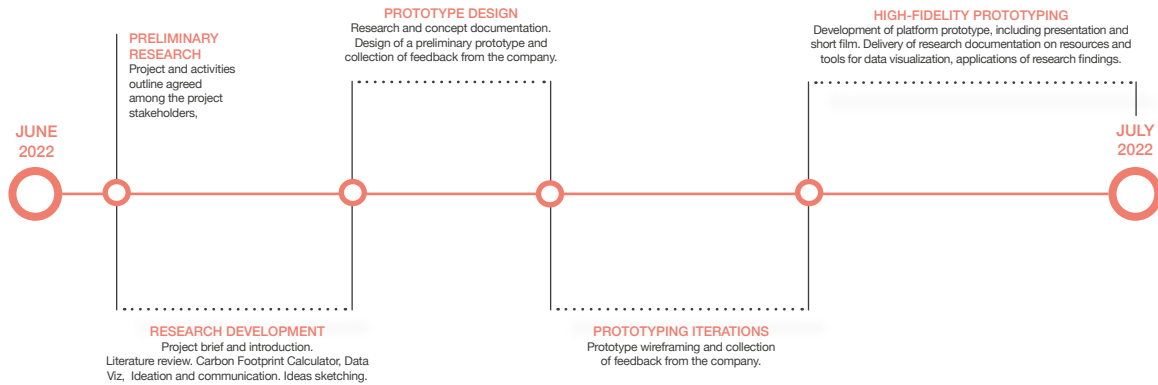 JUNE
2022
PRELIMINARY
RESEARCH
Project and activities
outline agreed
among the project
stakeholders,
RESEARCH DEVELOPMENT
Project brief and introduction.
Literature review. Carbon Footprint Calculator, Data
Viz, Ideation and communication. Ideas sketching.
PROTOTYPE DESIGN
Research and concept documentation.
Design of a preliminary prototype and
collection of feedback from the company.
PROTOTYPING ITERATIONS
Prototype wireframing and collection
of feedback from the company.
HIGH-FIDELITY PROTOTYPING
Development of platform prototype, including presentation and
short film. Delivery of research documentation on resources and
tools for data visualization, applications of research findings.
JULY
2022